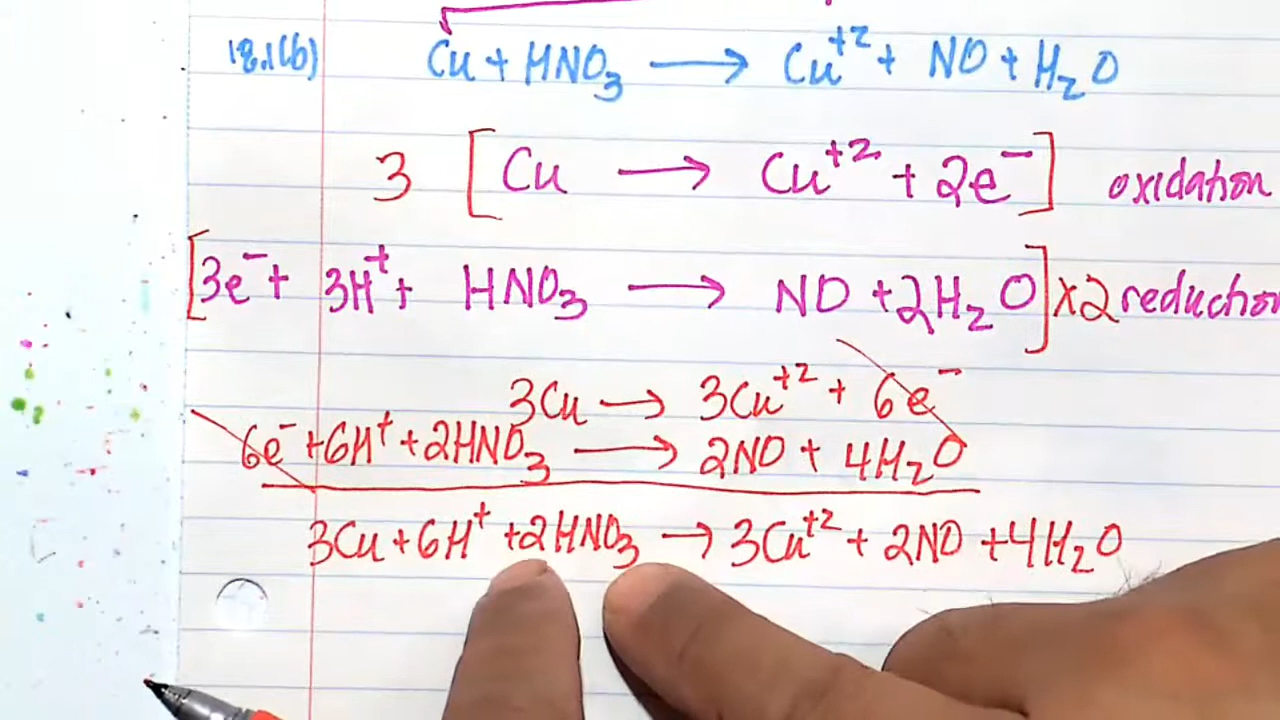 18.1(b) Cu + HNO₃ → Cu⁺² + NO + H₂O
3 [Cu → Cu⁺² + 2e⁻] oxidation
[3e⁻ + 3H⁺ + HNO₃ → NO + 2H₂O] x2 reduction
3Cu → 3Cu⁺² + 6e⁻
6e⁻ + 6H⁺ + 2HNO₃ → 2NO + 4H₂O
3Cu + 6H⁺ + 2HNO₃ → 3Cu⁺² + 2NO + 4H₂O